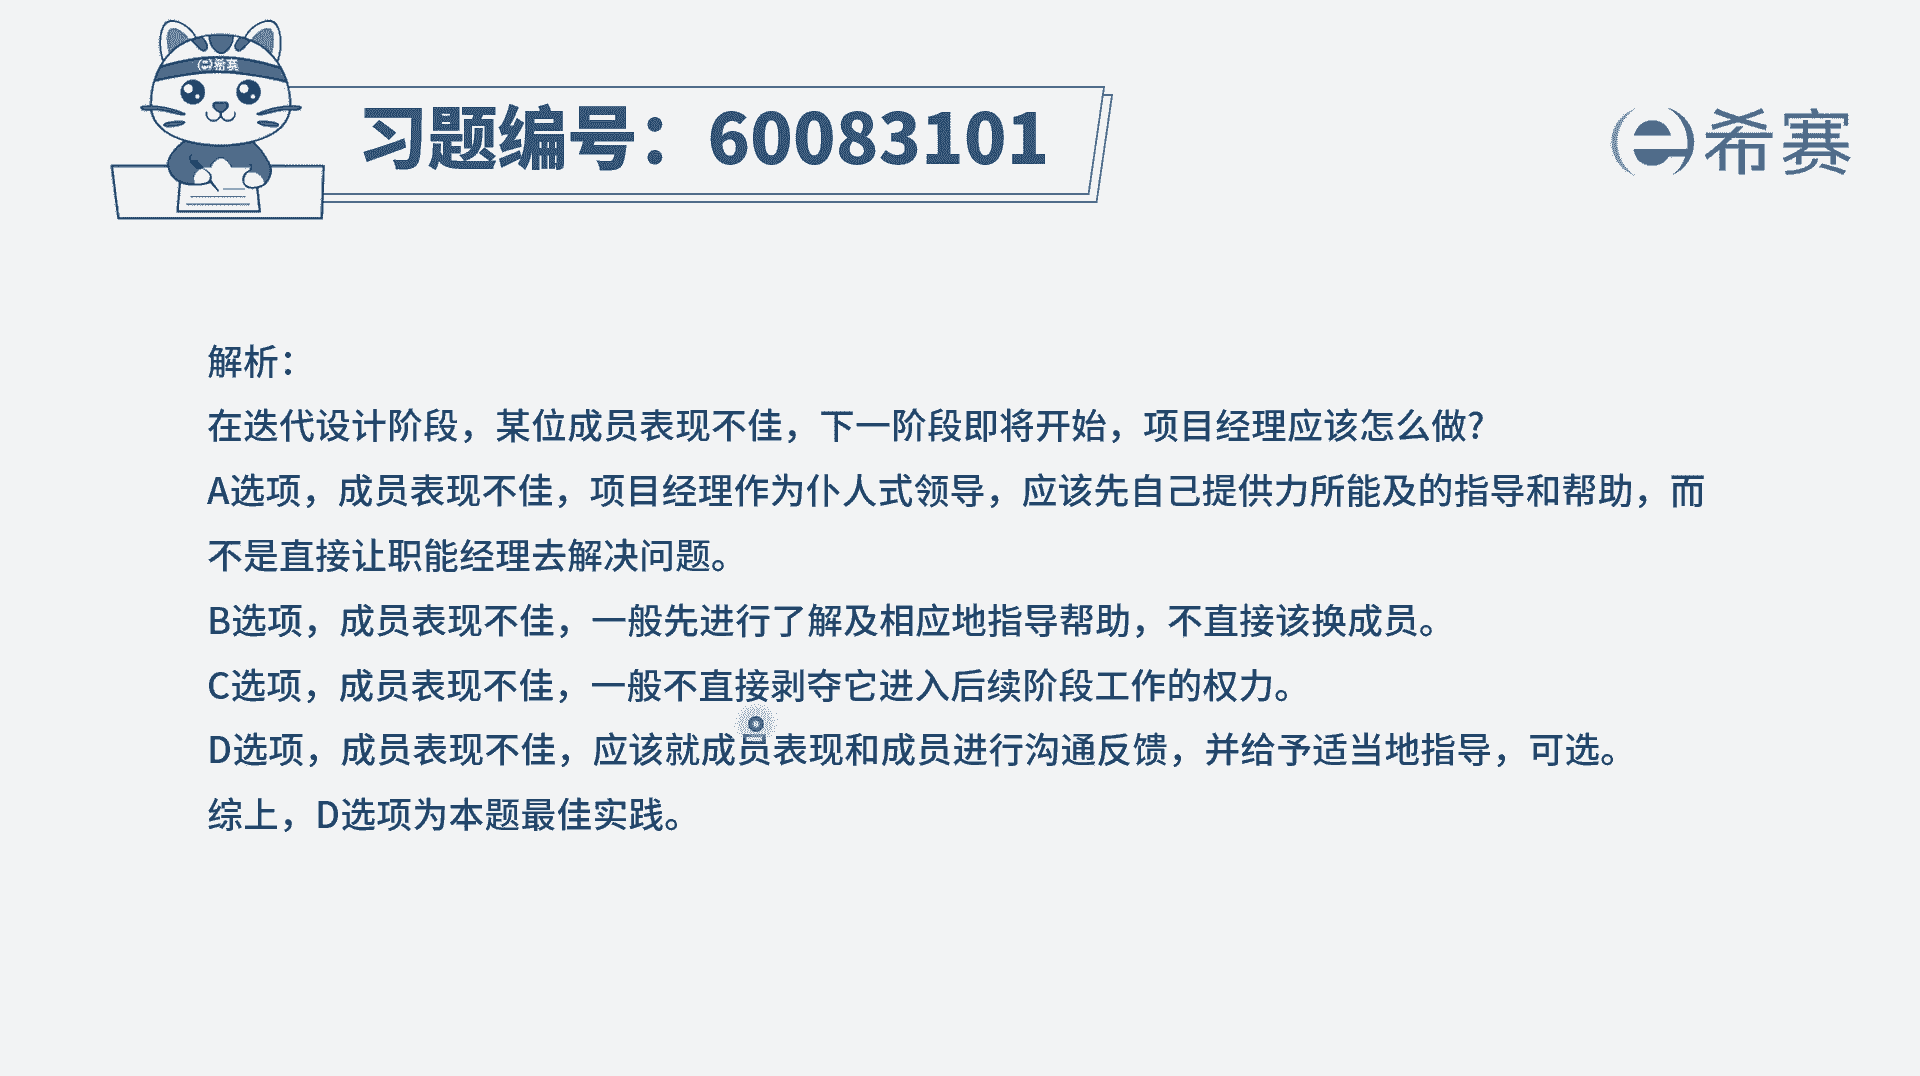 希赛
习题编号：60083101
希赛
解析：
在迭代设计阶段，某位成员表现不佳，下一阶段即将开始，项目经理应该怎么做?
A选项，成员表现不佳，项目经理作为仆人式领导，应该先自己提供力所能及的指导和帮助，而
不是直接让职能经理去解决问题。
B选项，成员表现不佳，一般先进行了解及相应地指导帮助，不直接该换成员。
C选项，成员表现不佳，一般不直接剥夺它进入后续阶段工作的权力。
D选项，成员表现不佳，应该就成员表现和成员进行沟通反馈，并给予适当地指导，可选。
综上，D选项为本题最佳实践。